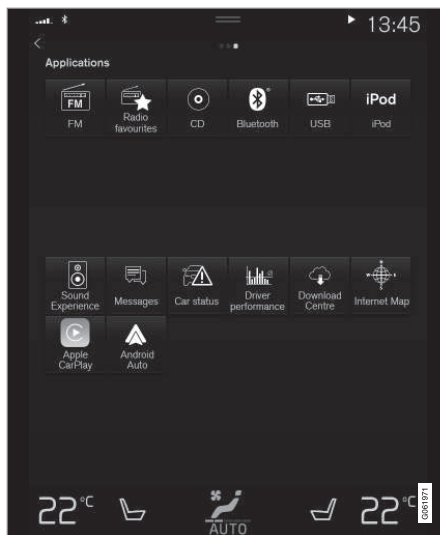 13:45
Applications
FM
FM
Radio
favourites
CD
Bluetooth
USB
iPod
iPod
Sound
Experience
Messages
Car status
Driver
performance
Download
Centre
Internet Map
Apple
CarPlay
Android
Auto
22°C
AUTO
22°C
G061971